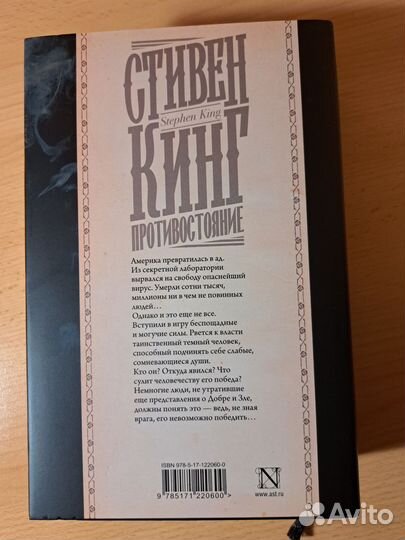 СТИВЕН
Stephen King
КИНГ
ПРОТИВОСТОЯНИЕ
Америка превратилась в ад.
Из секретной лаборатории
вырвался на свободу опаснейший
вирус. Умерли сотни тысяч,
миллионы ни в чем не повинных
людей…
Однако и это еще не все.
Вступили в игру беспощадные
и могучие силы. Рвется к власти
таинственный темный человек,
способный подчинять себе слабые,
сомневающиеся души.
Кто он? Откуда явился? Что
сулит человечеству его победа?
Немногие люди, не утратившие
еще представления о Добре и Зле,
должны понять это — ведь, не зная
врага, его невозможно победить…
ISBN 978-5-17-122060-0
9 785171 220600 >
N
www.ast.ru
Avito